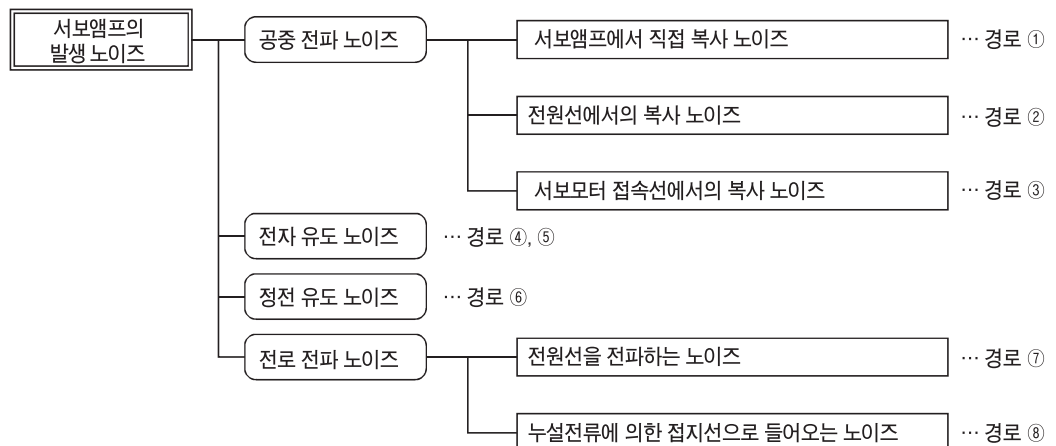 서보앰프의
발생 노이즈
공중 전파 노이즈
서보앰프에서 직접 복사 노이즈
… 경로 ①
전원선에서의 복사 노이즈
… 경로 ②
서보모터 접속선에서의 복사 노이즈
… 경로 ③
전자 유도 노이즈
… 경로 ④, ⑤
정전 유도 노이즈
… 경로 ⑥
전로 전파 노이즈
전원선을 전파하는 노이즈
… 경로 ⑦
누설전류에 의한 접지선으로 들어오는 노이즈
… 경로 ⑧